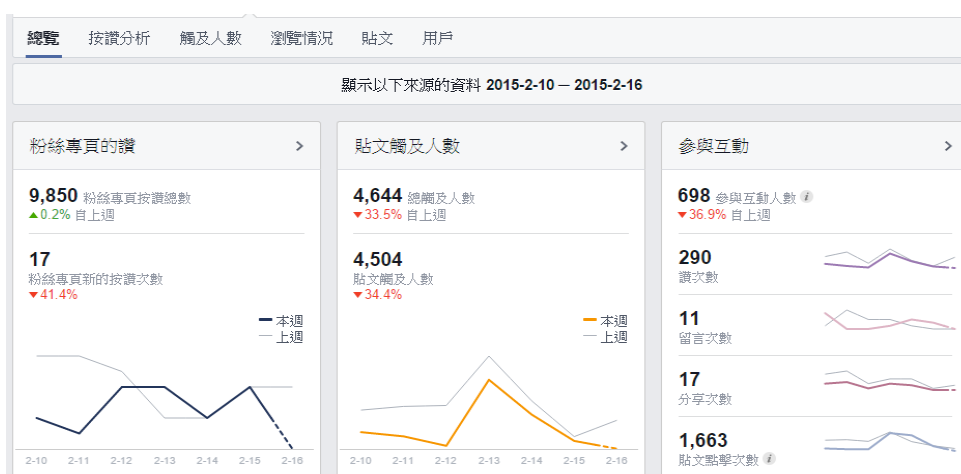 總覽 按讚分析 觸及人數 瀏覽情況 貼文 用戶
顯示以下來源的資料 2015-2-10 — 2015-2-16
粉絲專頁的讚
9,850 粉絲專頁按讚總數
▲0.2% 自上週
17
粉絲專頁新的按讚次數
▼41.4%
本週
上週
2-10 2-11 2-12 2-13 2-14 2-15 2-16
貼文觸及人數
4,644 總觸及人數
▼33.5% 自上週
4,504
貼文觸及人數
▼34.4%
本週
上週
2-10 2-11 2-12 2-13 2-14 2-15 2-16
參與互動
698 參與互動人數
▼36.9% 自上週
290
讚次數
11
留言次數
17
分享次數
1,663
貼文點擊次數